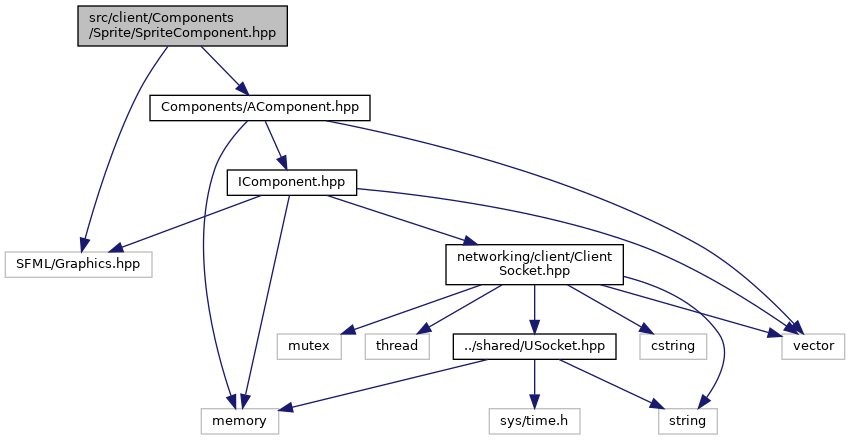 src/client/Components
/Sprite/SpriteComponent.hpp
Components/AComponent.hpp
IComponent.hpp
SFML/Graphics.hpp
networking/client/Client
Socket.hpp
mutex
thread
../shared/USocket.hpp
cstring
vector
memory
sys/time.h
string